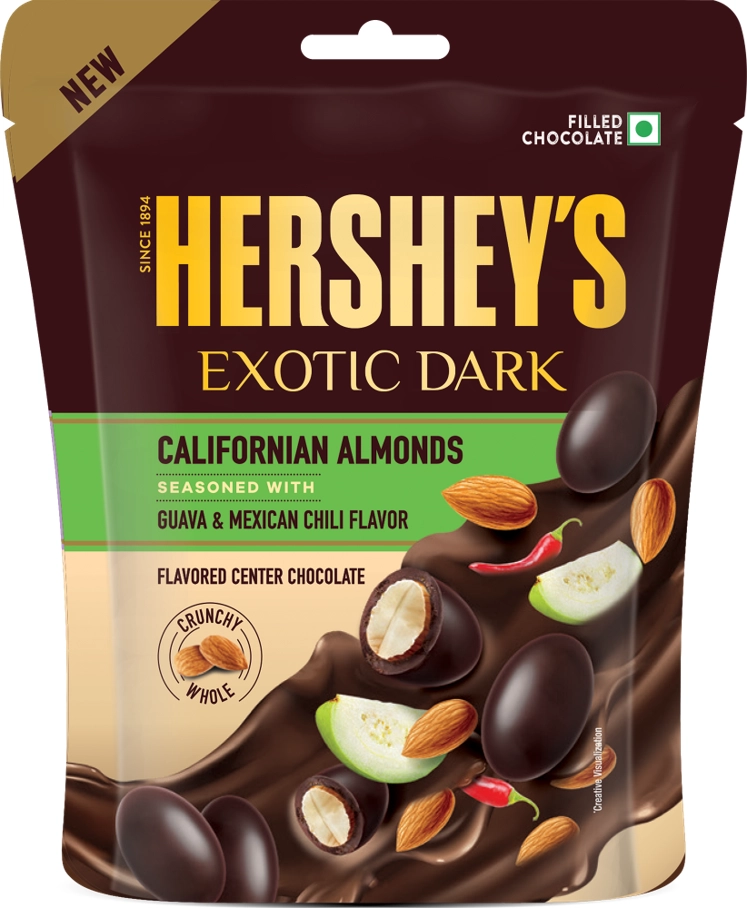 NEW
FILLED
CHOCOLATE
SINCE 1894
HERSHEY'S
EXOTIC DARK
CALIFORNIAN ALMONDS
SEASONED WITH
GUAVA & MEXICAN CHILI FLAVOR
FLAVORED CENTER CHOCOLATE
CRUNCHY
WHOLE
*Creative Visualization